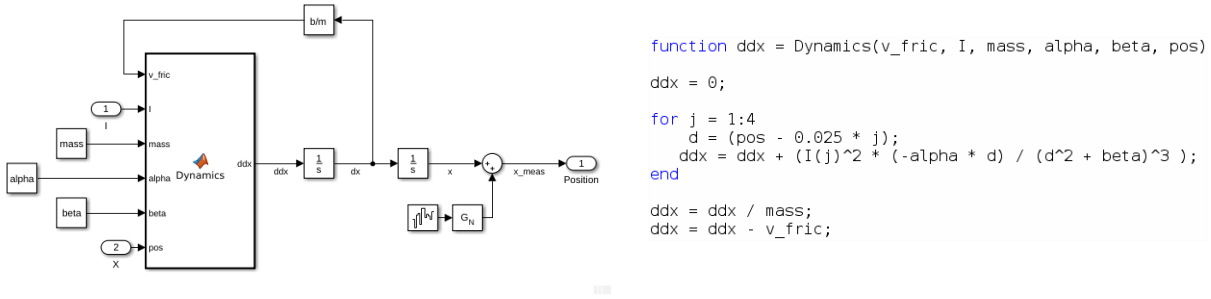 b/m
v_fric
1
I
I
mass
mass
alpha
alpha
beta
beta
2
X
pos
Dynamics
ddx
ddx
1
s
dx
1
s
x
+
+
x_meas
1
Position
G_N
function ddx = Dynamics(v_fric, I, mass, alpha, beta, pos)
ddx = 0;
for j = 1:4
d = (pos - 0.025 * j);
ddx = ddx + (I(j)^2 * (-alpha * d) / (d^2 + beta)^3 );
end
ddx = ddx / mass;
ddx = ddx - v_fric;